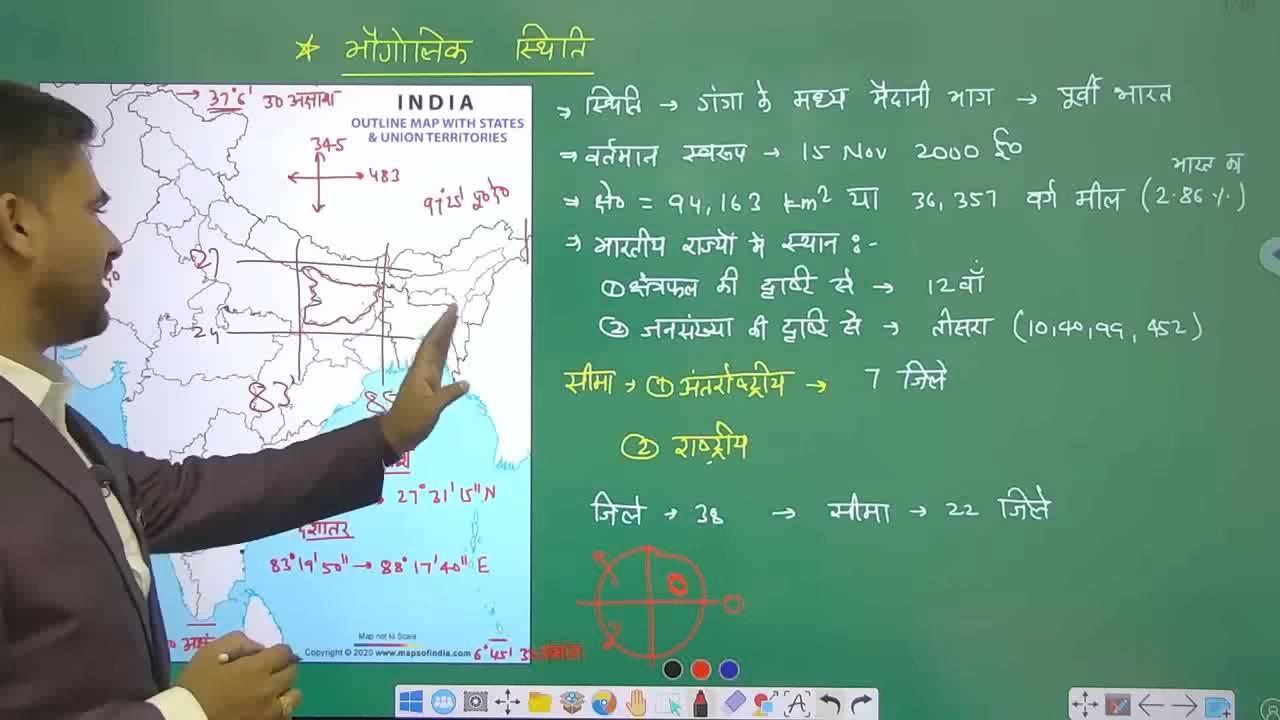 * भौगोलिक स्थिति
→ 37°6' उ० अक्षांश
INDIA
OUTLINE MAP WITH STATES
& UNION TERRITORIES
345
483
97°25' पू०दे०
27
24
83
27°31'15"N
83°19'50" → 88°17'40" E
Map not to Scale
Copyright © 2020 www.mapsofindia.com
6°45'
→ स्थिति → गंगा के मध्य मैदानी भाग → पूर्वी भारत
→ वर्तमान स्वरूप → 15 Nov 2000 ई०
भारत का
→ क्षे० = 94,163 km² या 36,357 वर्ग मील (2.86%)
→ भारतीय राज्यों में स्थान :-
① क्षेत्रफल की दृष्टि से → 12वाँ
② जनसंख्या की दृष्टि से → तीसरा (10,40,99,452)
सीमा → ① अंतर्राष्ट्रीय → 7 जिले
② राष्ट्रीय
जिले → 38 → सीमा → 22 जिले